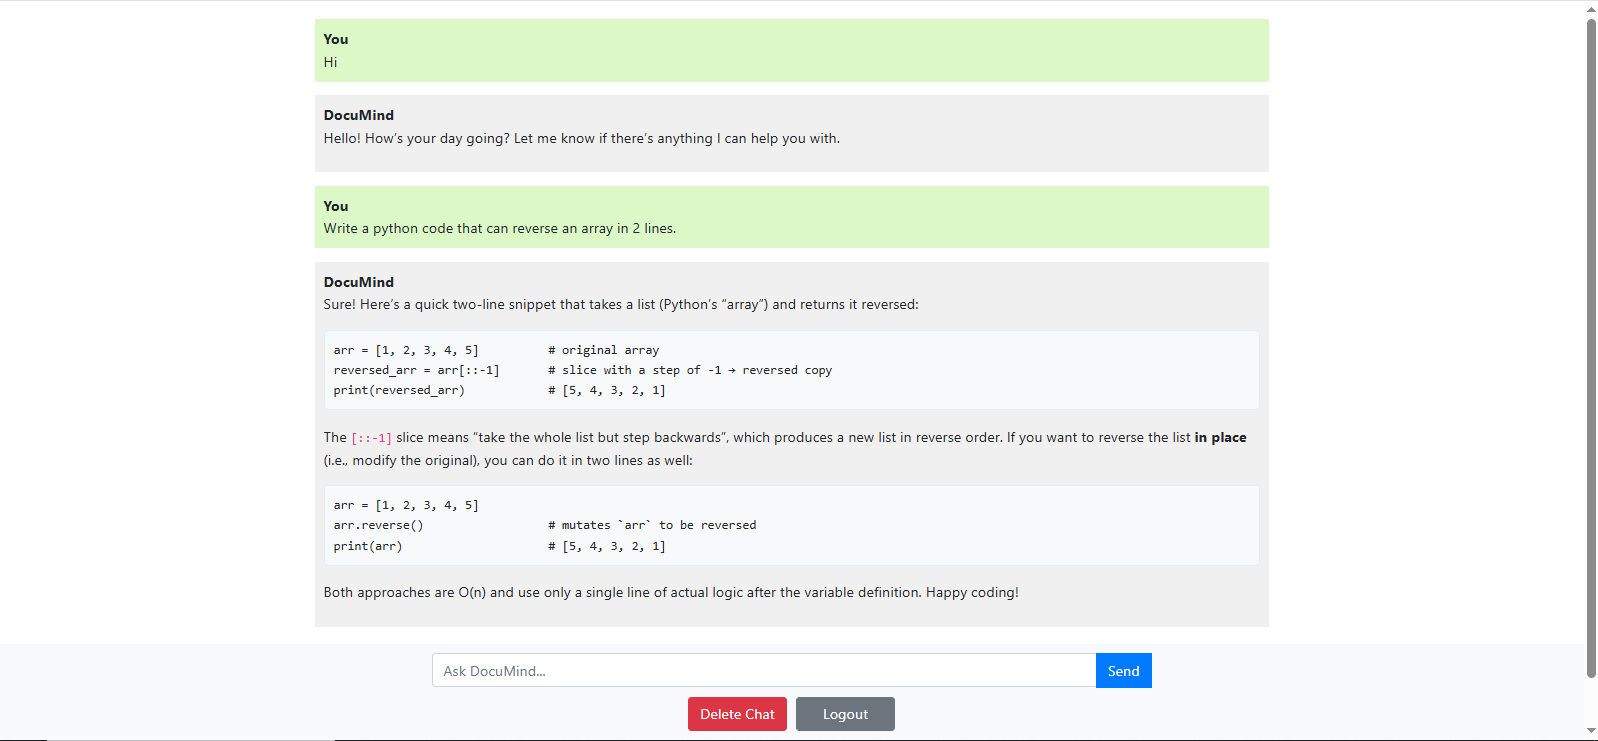 You
Hi
DocuMind
Hello! How’s your day going? Let me know if there’s anything I can help you with.
You
Write a python code that can reverse an array in 2 lines.
DocuMind
Sure! Here’s a quick two-line snippet that takes a list (Python’s “array”) and returns it reversed:
arr = [1, 2, 3, 4, 5]          # original array
reversed_arr = arr[::-1]       # slice with a step of -1 → reversed copy
print(reversed_arr)            # [5, 4, 3, 2, 1]
The [::-1] slice means “take the whole list but step backwards”, which produces a new list in reverse order. If you want to reverse the list in place
(i.e., modify the original), you can do it in two lines as well:
arr = [1, 2, 3, 4, 5]
arr.reverse()                  # mutates `arr` to be reversed
print(arr)                     # [5, 4, 3, 2, 1]
Both approaches are O(n) and use only a single line of actual logic after the variable definition. Happy coding!
Ask DocuMind...
Send
Delete Chat
Logout